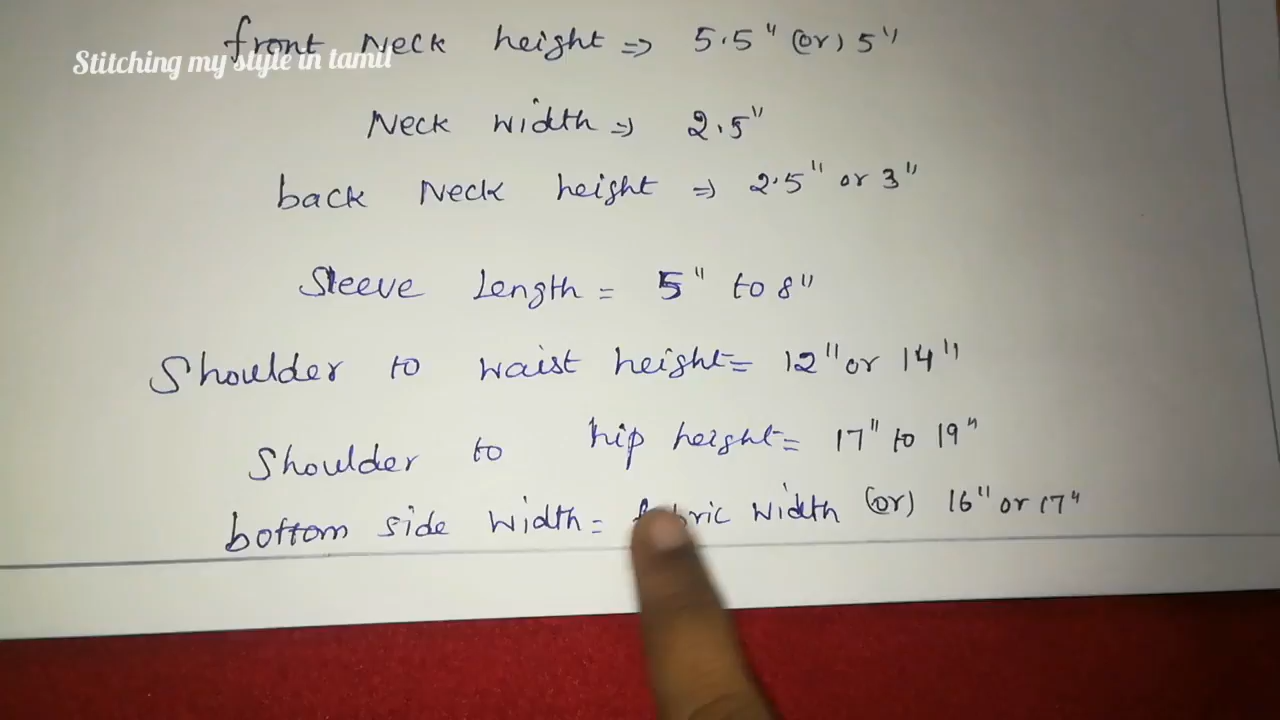 front Neck height => 5.5" (or) 5"
Stitching my style in tamil
Neck width => 2.5"
back Neck height => 2.5" or 3"
Sleeve Length = 5" to 8"
Shoulder to waist height = 12" or 14"
Shoulder to hip height = 17" to 19"
bottom side width = fabric width (or) 16" or 17"